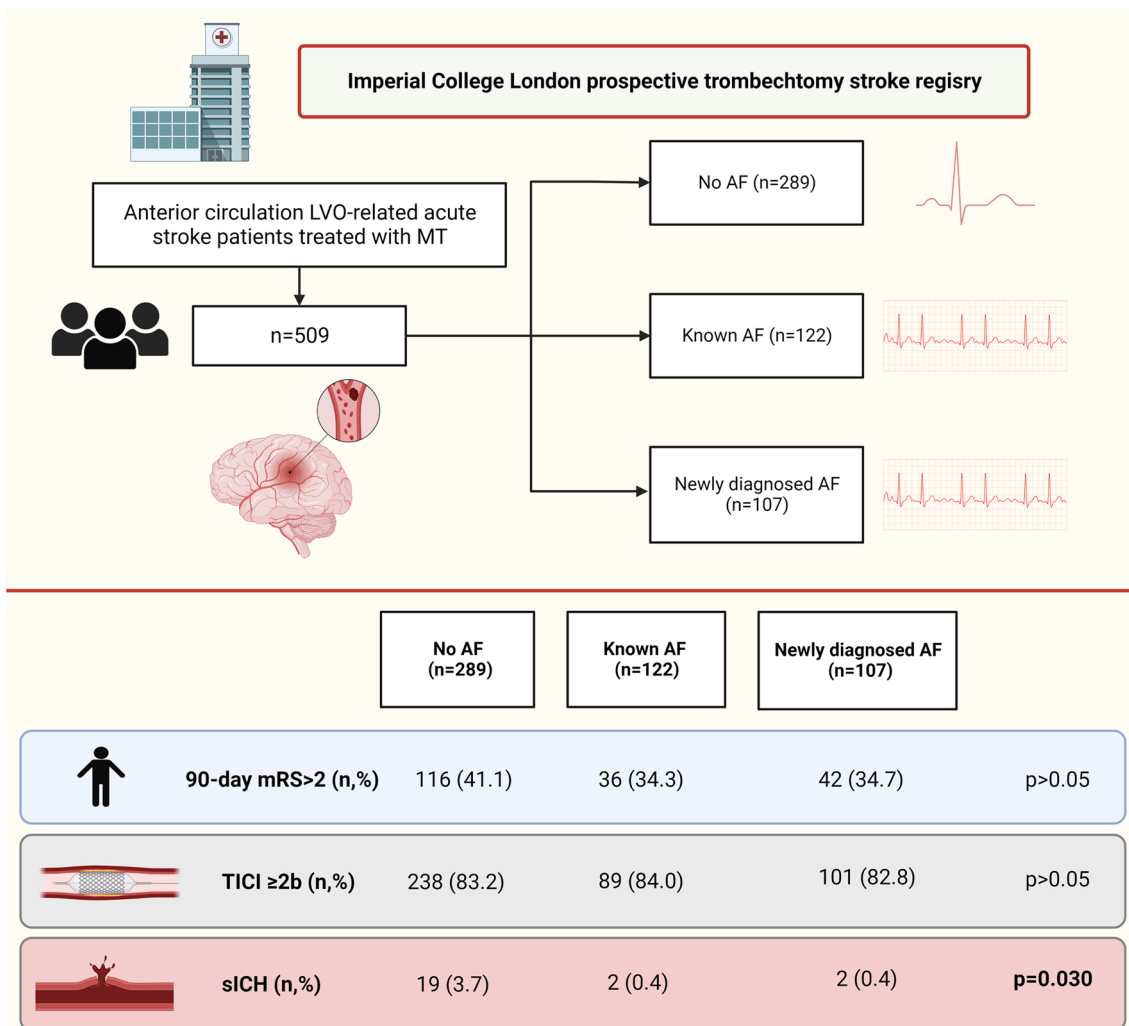 Imperial College London prospective trombechtomy stroke regisry
Anterior circulation LVO-related acute
stroke patients treated with MT
n=509
No AF (n=289)
Known AF (n=122)
Newly diagnosed AF
(n=107)
No AF
(n=289)
Known AF
(n=122)
Newly diagnosed AF
(n=107)
90-day mRS>2 (n,%) 116 (41.1) 36 (34.3) 42 (34.7) p>0.05
TICI ≥2b (n,%) 238 (83.2) 89 (84.0) 101 (82.8) p>0.05
sICH (n,%) 19 (3.7) 2 (0.4) 2 (0.4) p=0.030